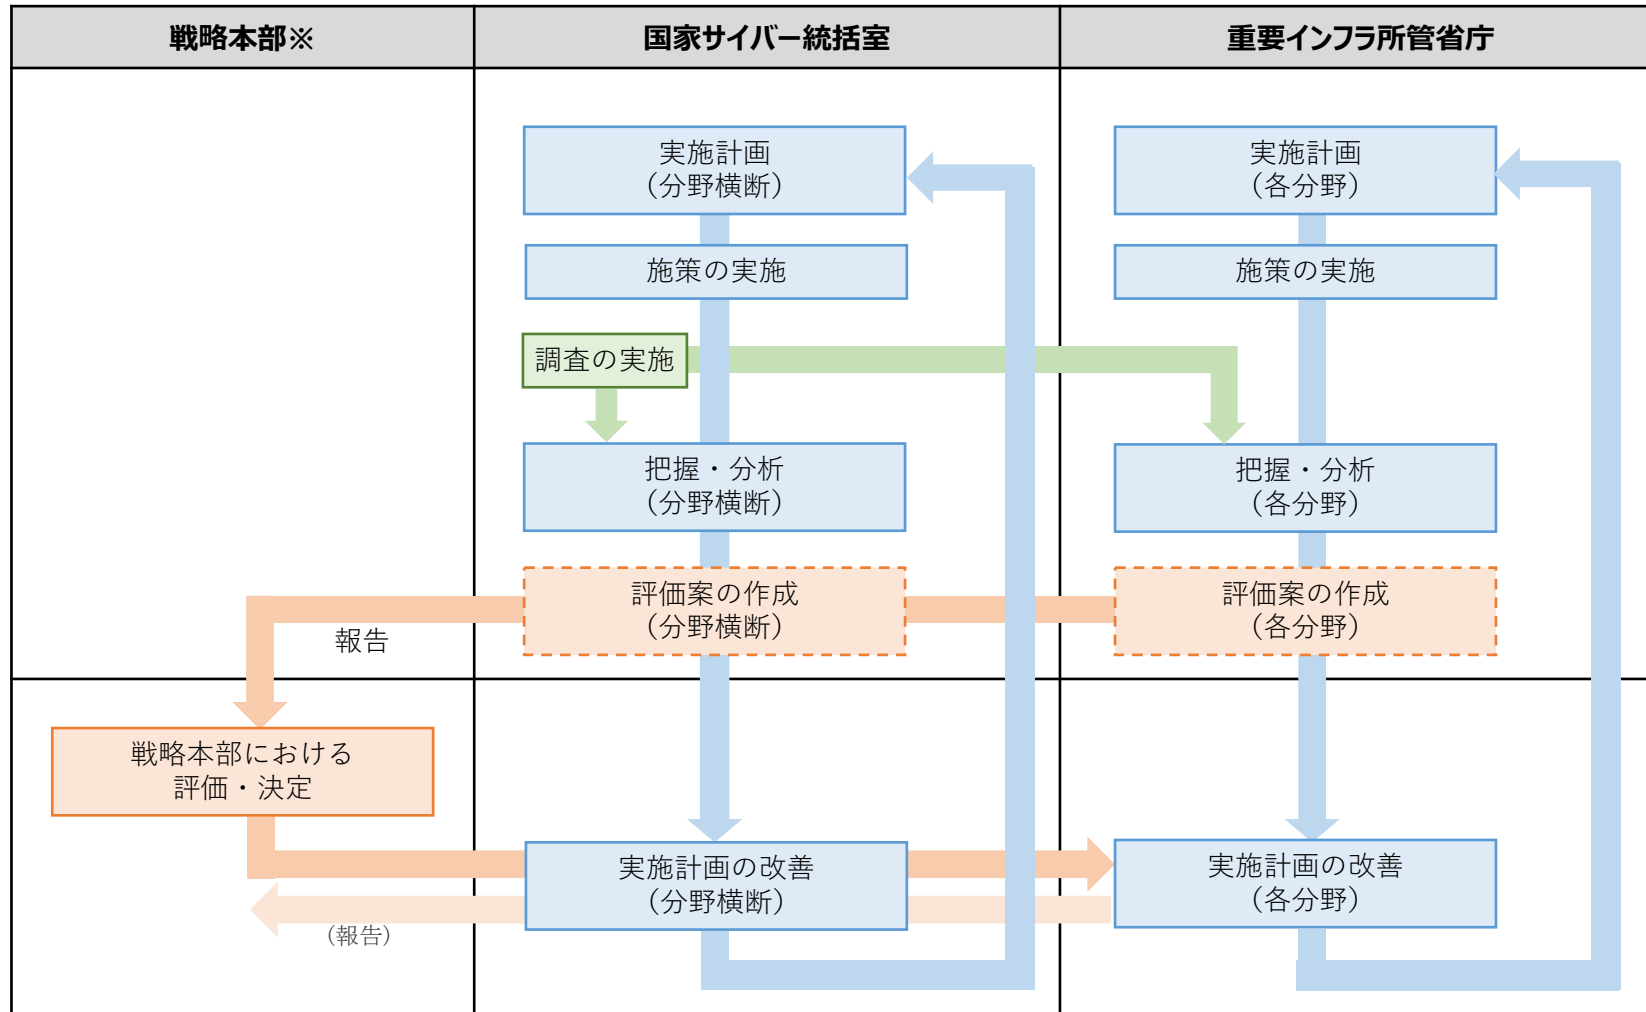 戦略本部※
国家サイバー統括室
重要インフラ所管省庁
実施計画
（分野横断）
実施計画
（各分野）
施策の実施
施策の実施
調査の実施
把握・分析
（分野横断）
把握・分析
（各分野）
評価案の作成
（分野横断）
評価案の作成
（各分野）
報告
戦略本部における
評価・決定
実施計画の改善
（分野横断）
実施計画の改善
（各分野）
（報告）